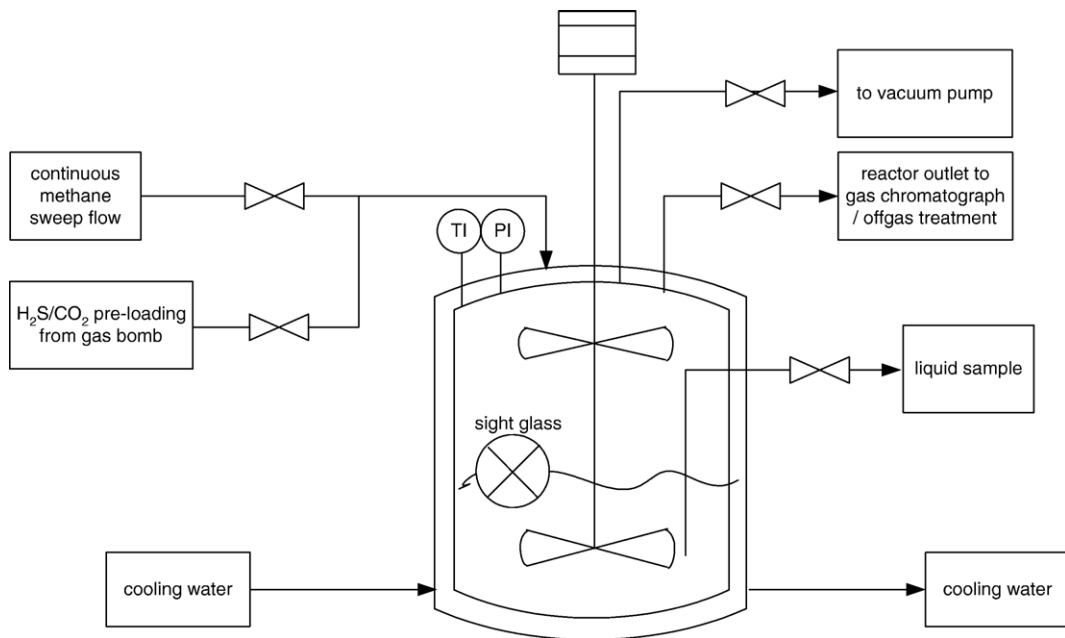 to vacuum pump
continuous
methane
sweep flow
reactor outlet to
gas chromatograph
/ offgas treatment
TI
PI
H₂S/CO₂ pre-loading
from gas bomb
liquid sample
sight glass
cooling water
cooling water